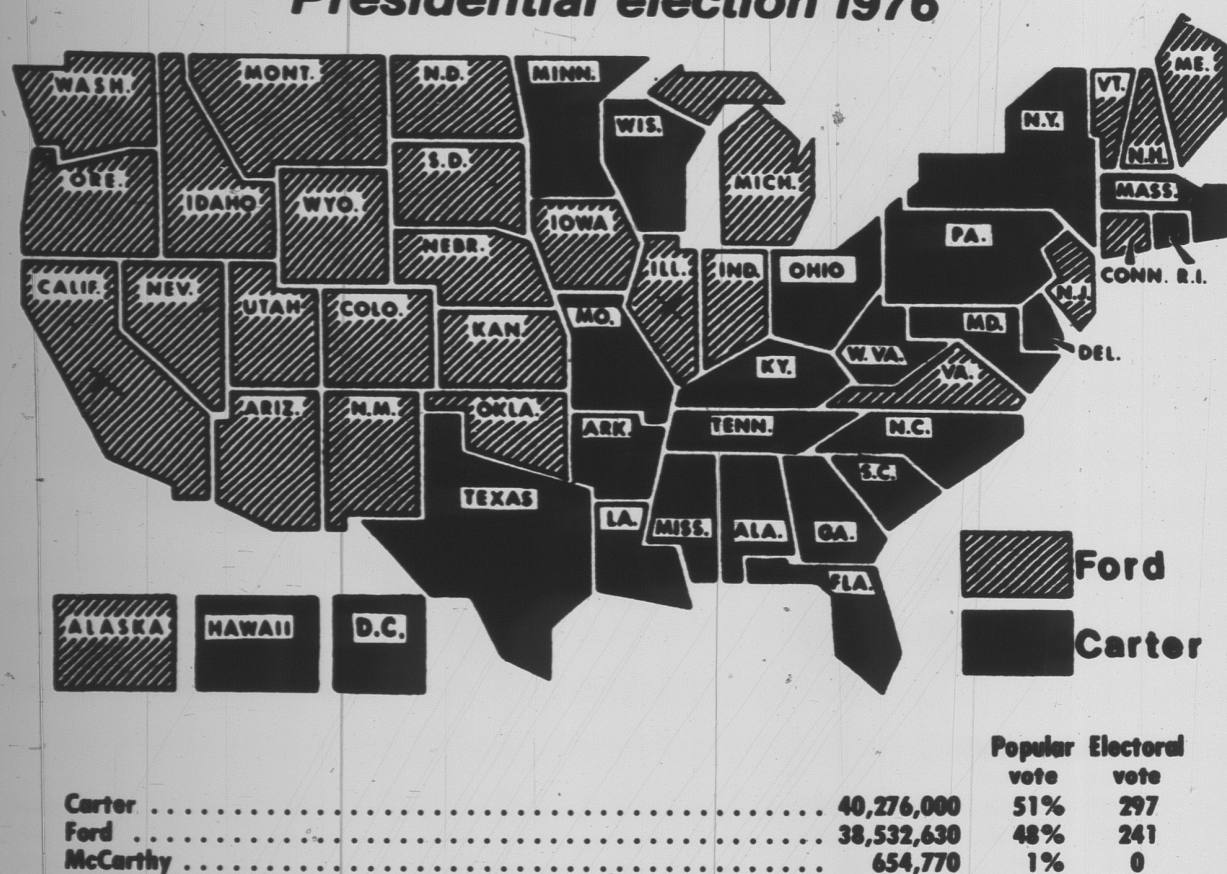 Presidential election 1976
WASH.
MONT.
N.D.
MINN.
ORE.
IDAHO
WYO.
S.D.
WIS.
MICH.
N.Y.
VT.
N.H.
ME.
MASS.
CONN. R.I.
NEBR.
IOWA
ILL.
IND.
OHIO
PA.
N.J.
CALIF.
NEV.
UTAH
COLO.
KAN.
MO.
KY.
W.VA.
MD.
DEL.
VA.
ARIZ.
N.M.
OKLA.
ARK.
TENN.
N.C.
S.C.
TEXAS
LA.
MISS.
ALA.
GA.
FLA.
ALASKA
HAWAII
D.C.
Ford
Carter
Popular Electoral
vote vote
Carter . . . . . . . . . . . . . . . . . . . . . . . . . . . . . . . . . . . . . . . . 40,276,000 51% 297
Ford . . . . . . . . . . . . . . . . . . . . . . . . . . . . . . . . . . . . . . . . . 38,532,630 48% 241
McCarthy . . . . . . . . . . . . . . . . . . . . . . . . . . . . . . . . . . . . . . 654,770 1% 0